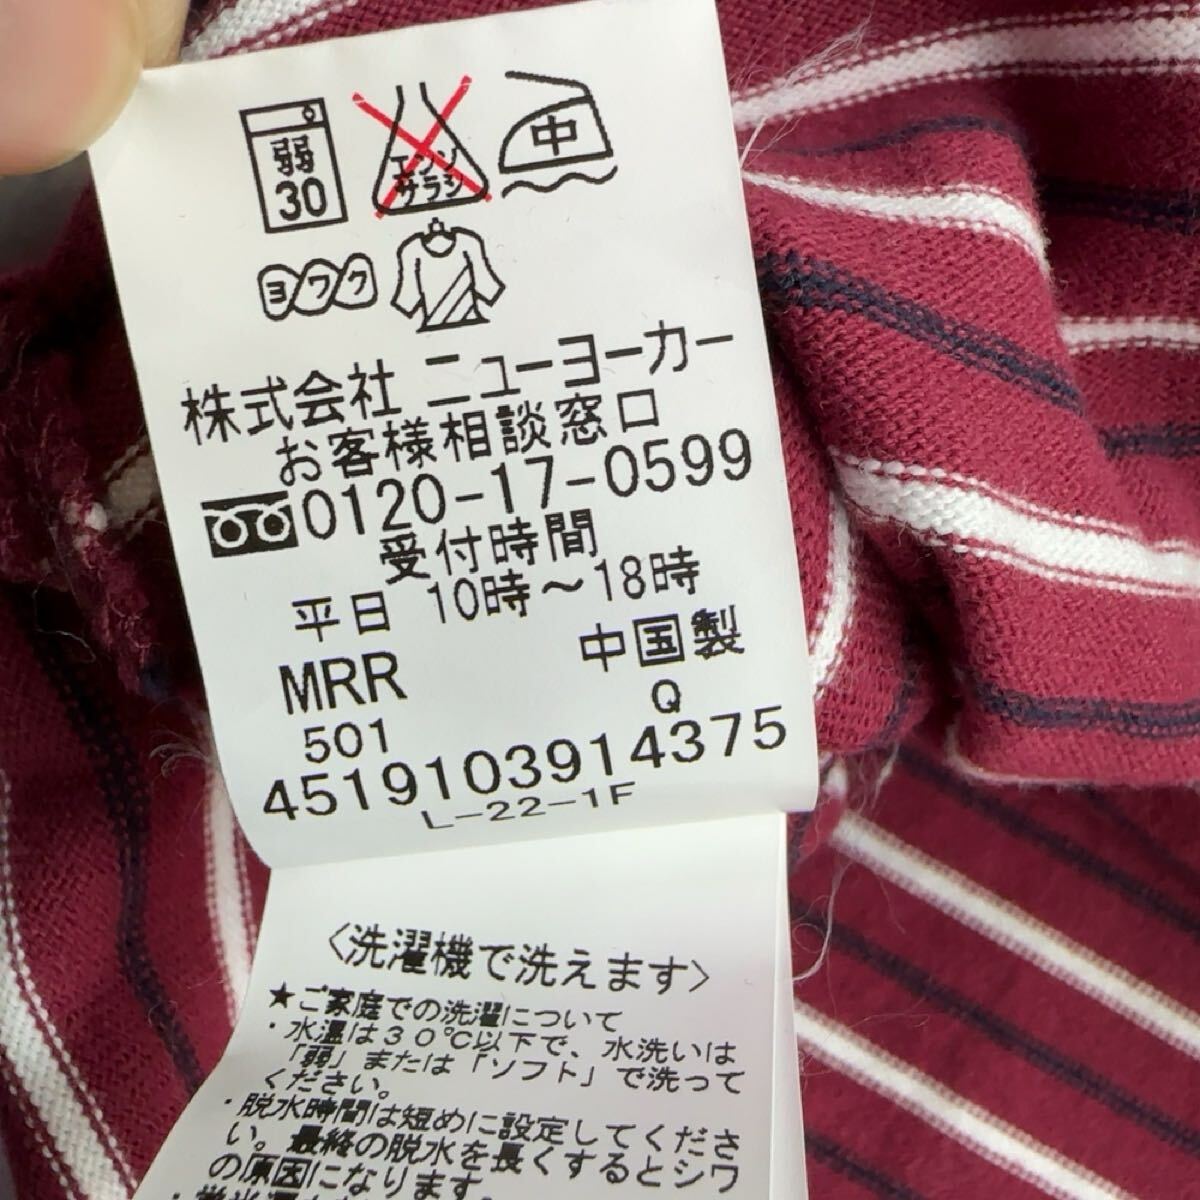 弱
30
エンソ
サラシ
中
ヨワク
株式会社 ニューヨーカー
お客様相談窓口
0120-17-0599
受付時間
平日 10時～18時
MRR 中国製
501 Q
4519103914375
L-22-1F
〈洗濯機で洗えます〉
★ご家庭での洗濯について
・水温は30℃以下で、水洗いは
「弱」または「ソフト」で洗って
ください。
・脱水時間は短めに設定してくださ
い。最終の脱水を長くするとシワ
の原因になります。